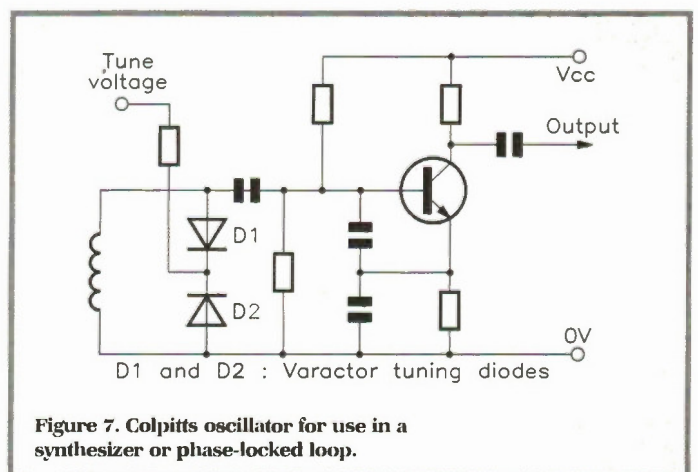 Tune
voltage
Vcc
Output
D1
D2
0V
D1 and D2 : Varactor tuning diodes
Figure 7. Colpitts oscillator for use in a
synthesizer or phase-locked loop.